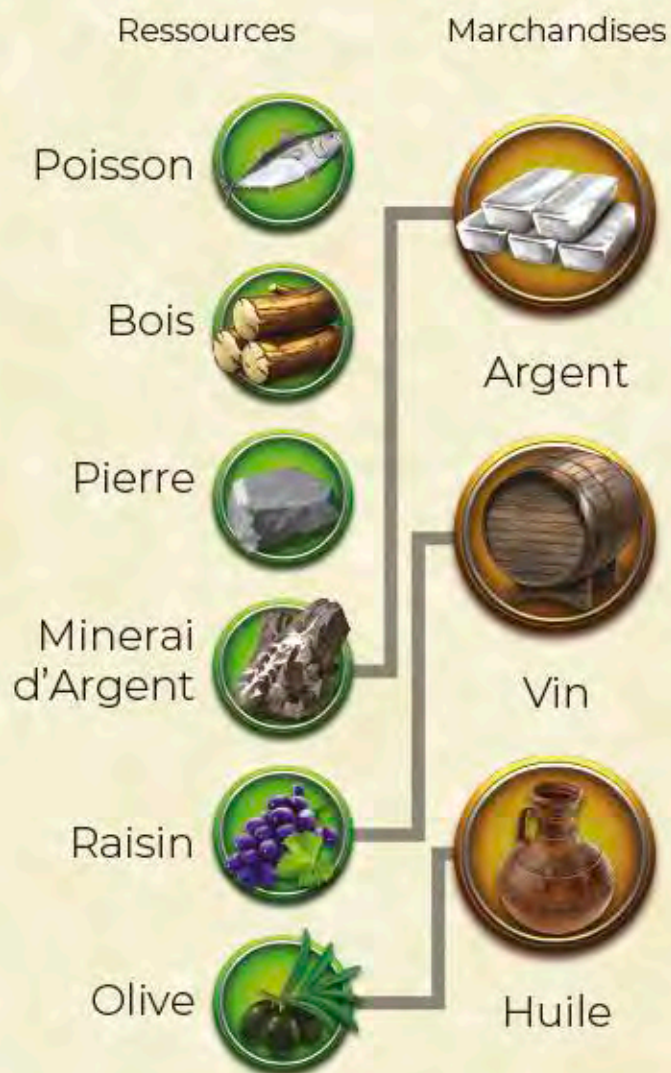 Ressources
Marchandises
Poisson
Bois
Argent
Pierre
Minerai
d'Argent
Vin
Raisin
Olive
Huile